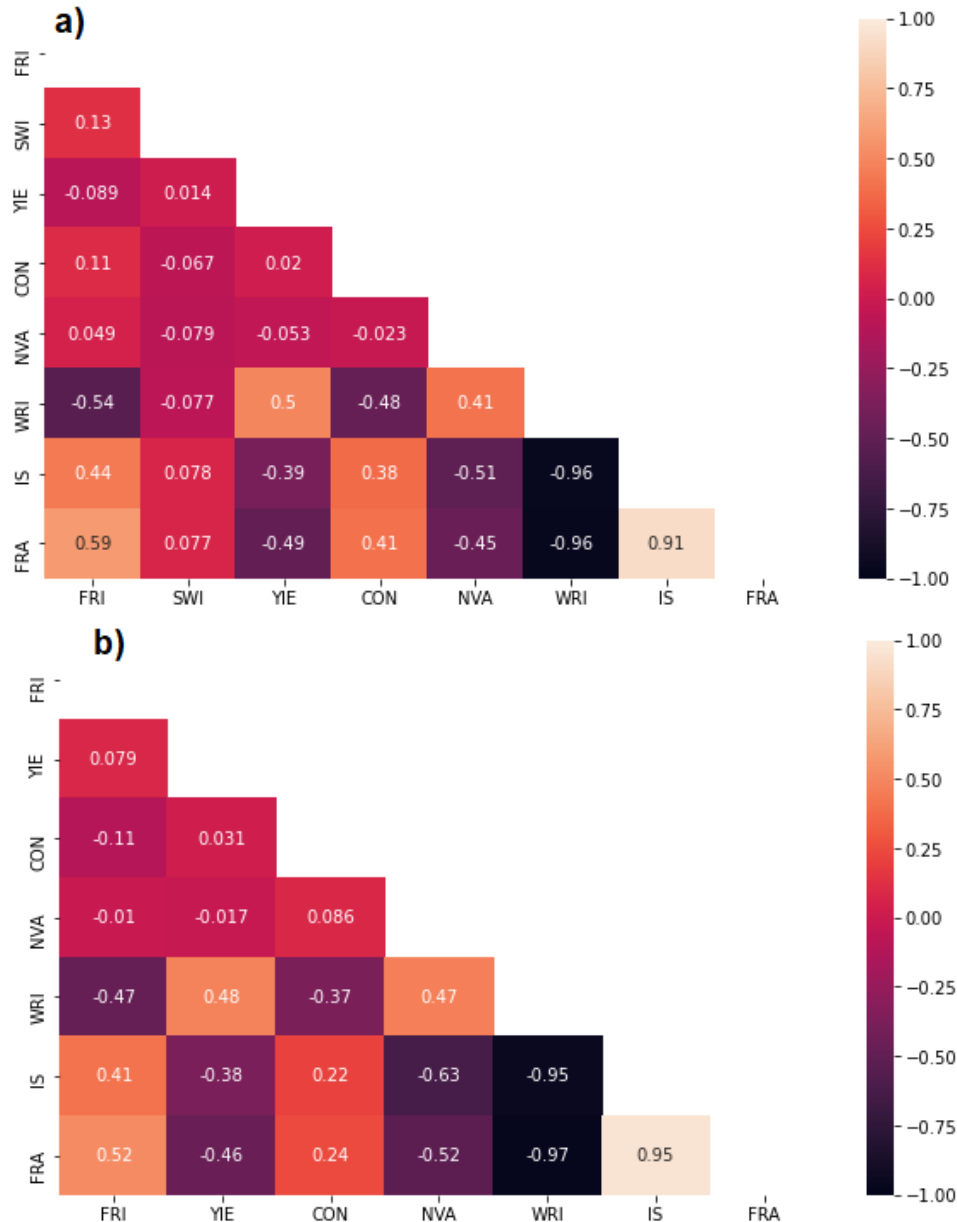 a)
FRI
SWI 0.13
YIE -0.089 0.014
CON 0.11 -0.067 0.02
NVA 0.049 -0.079 -0.053 -0.023
WRI -0.54 -0.077 0.5 -0.48 0.41
IS 0.44 0.078 -0.39 0.38 -0.51 -0.96
FRA 0.59 0.077 -0.49 0.41 -0.45 -0.96 0.91
FRI SWI YIE CON NVA WRI IS FRA
1.00
0.75
0.50
0.25
0.00
−0.25
−0.50
−0.75
−1.00
b)
FRI
YIE 0.079
CON -0.11 0.031
NVA -0.01 -0.017 0.086
WRI -0.47 0.48 -0.37 0.47
IS 0.41 -0.38 0.22 -0.63 -0.95
FRA 0.52 -0.46 0.24 -0.52 -0.97 0.95
FRI YIE CON NVA WRI IS FRA
1.00
0.75
0.50
0.25
0.00
−0.25
−0.50
−0.75
−1.00